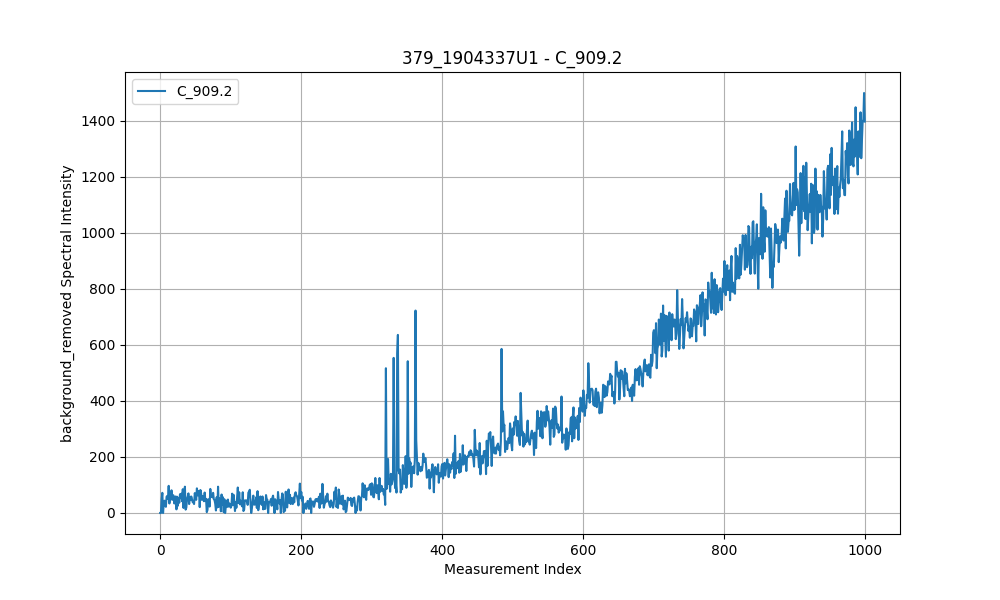 379_1904337U1 - C_909.2
C_909.2
1400
1200
1000
800
600
400
200
0
background_removed Spectral Intensity
0 200 400 600 800 1000
Measurement Index